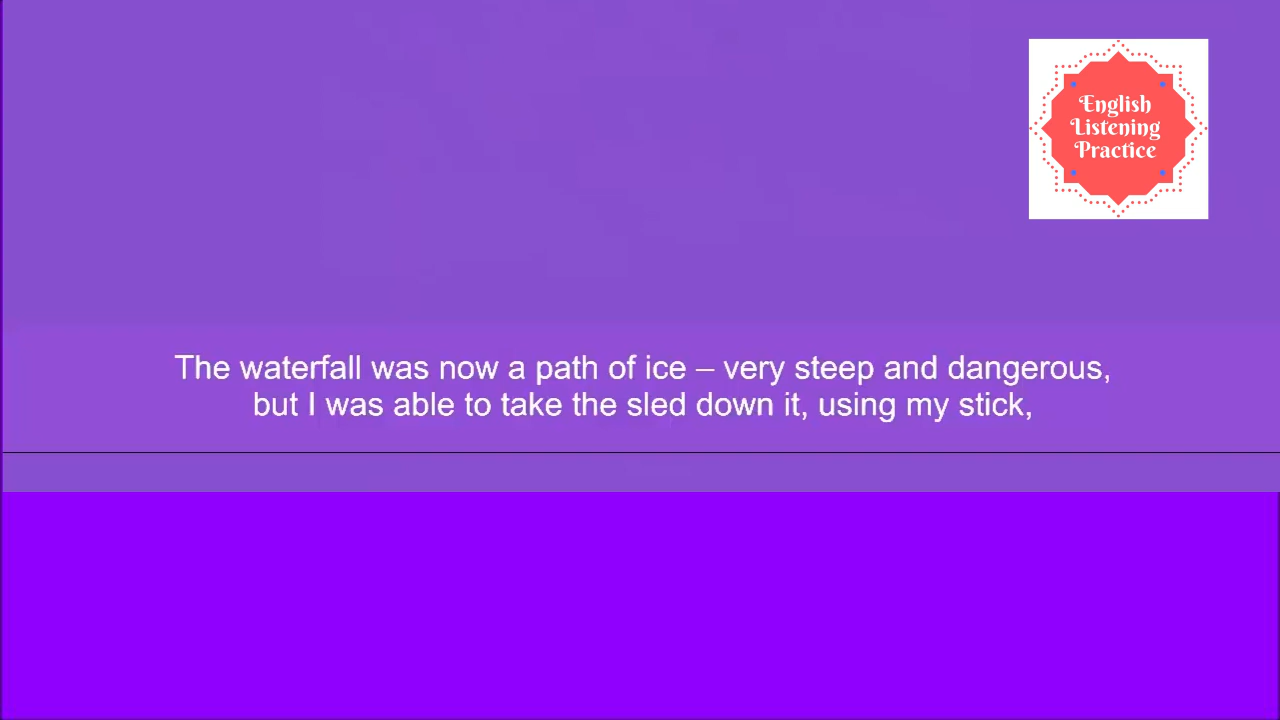 English
Listening
Practice
The waterfall was now a path of ice – very steep and dangerous,
but I was able to take the sled down it, using my stick,